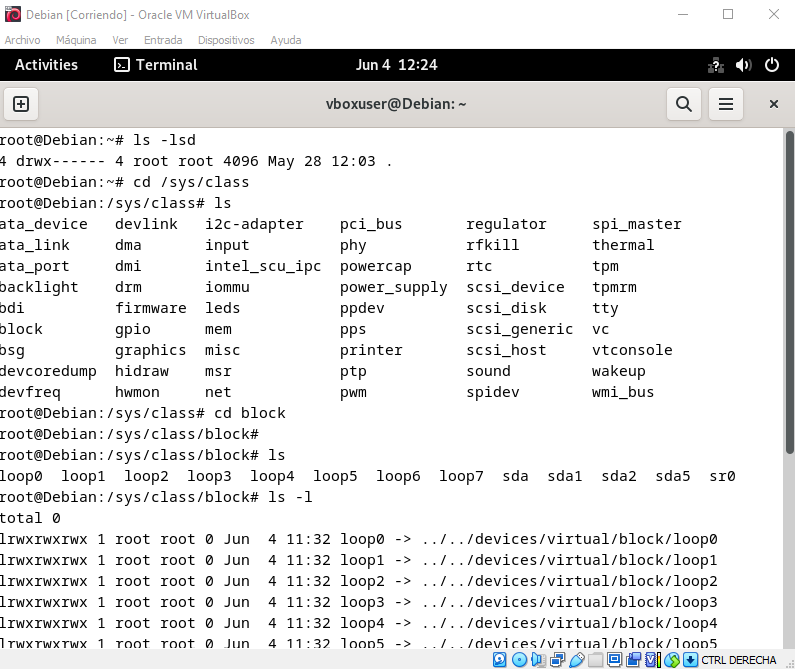 Debian [Corriendo] - Oracle VM VirtualBox
Archivo Máquina Ver Entrada Dispositivos Ayuda
Activities Terminal Jun 4 12:24
vboxuser@Debian: ~
root@Debian:~# ls -lsd
4 drwx------ 4 root root 4096 May 28 12:03 .
root@Debian:~# cd /sys/class
root@Debian:/sys/class# ls
ata_device devlink i2c-adapter pci_bus regulator spi_master
ata_link dma input phy rfkill thermal
ata_port dmi intel_scu_ipc powercap rtc tpm
backlight drm iommu power_supply scsi_device tpmrm
bdi firmware leds ppdev scsi_disk tty
block gpio mem pps scsi_generic vc
bsg graphics misc printer scsi_host vtconsole
devcoredump hidraw msr ptp sound wakeup
devfreq hwmon net pwm spidev wmi_bus
root@Debian:/sys/class# cd block
root@Debian:/sys/class/block#
root@Debian:/sys/class/block# ls
loop0 loop1 loop2 loop3 loop4 loop5 loop6 loop7 sda sda1 sda2 sda5 sr0
root@Debian:/sys/class/block# ls -l
total 0
lrwxrwxrwx 1 root root 0 Jun 4 11:32 loop0 -> ../../devices/virtual/block/loop0
lrwxrwxrwx 1 root root 0 Jun 4 11:32 loop1 -> ../../devices/virtual/block/loop1
lrwxrwxrwx 1 root root 0 Jun 4 11:32 loop2 -> ../../devices/virtual/block/loop2
lrwxrwxrwx 1 root root 0 Jun 4 11:32 loop3 -> ../../devices/virtual/block/loop3
lrwxrwxrwx 1 root root 0 Jun 4 11:32 loop4 -> ../../devices/virtual/block/loop4
lrwxrwxrwx 1 root root 0 Jun 4 11:32 loop5 -> ../../devices/virtual/block/loop5
CTRL DERECHA